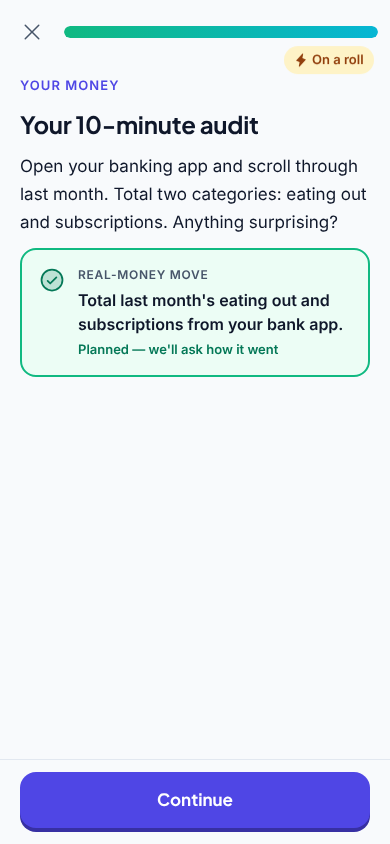 On a roll
YOUR MONEY
Your 10-minute audit
Open your banking app and scroll through
last month. Total two categories: eating out
and subscriptions. Anything surprising?
REAL-MONEY MOVE
Total last month's eating out and
subscriptions from your bank app.
Planned — we'll ask how it went
Continue